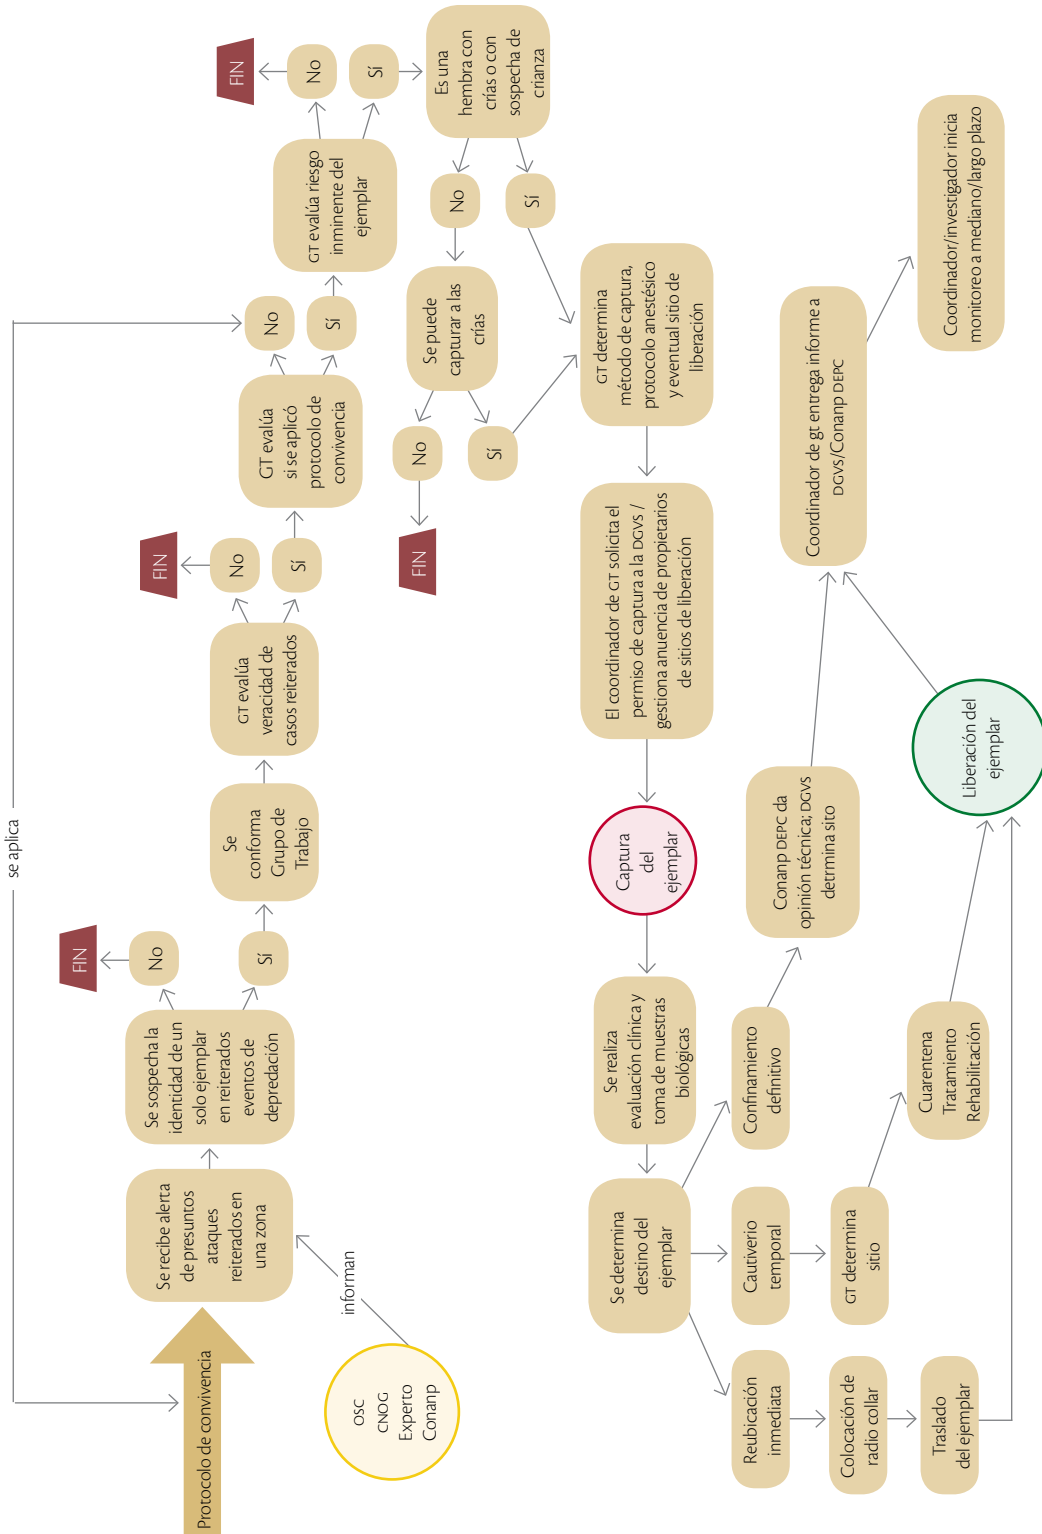 se aplica
Protocolo de convivencia
OSC
CNOG
Experto
Conanp
informan
Se recibe alerta
de presuntos
ataques
reiterados en
una zona
Se sospecha la
identidad de un
solo ejemplar
en reiterados
eventos de
depredación
No
FIN
Sí
Se
conforma
Grupo de
Trabajo
GT evalúa
veracidad de
casos reiterados
No
FIN
Sí
GT evalúa
si se aplicó
protocolo de
convivencia
No
Sí
GT evalúa riesgo
inminente del
ejemplar
No
FIN
Sí
Es una
hembra con
crías o con
sospecha de
crianza
No
Sí
Se puede
capturar a las
crías
No
FIN
Sí
GT determina
método de captura,
protocolo anestésico
y eventual sitio de
liberación
El coordinador de GT solicita el
permiso de captura a la DGVS /
gestiona anuencia de propietarios
de sitios de liberación
Captura
del
ejemplar
Se realiza
evaluación clínica y
toma de muestras
biológicas
Se determina
destino del
ejemplar
Reubicación
inmediata
Colocación de
radio collar
Traslado
del ejemplar
Cautiverio
temporal
GT determina
sitio
Cuarentena
Tratamiento
Rehabilitación
Confinamiento
definitivo
Conanp DEPC da
opinión técnica; DGVS
detrmina sito
Liberación del
ejemplar
Coordinador de gt entrega informe a
DGVS/Conanp DEPC
Coordinador/investigador inicia
monitoreo a mediano/largo plazo